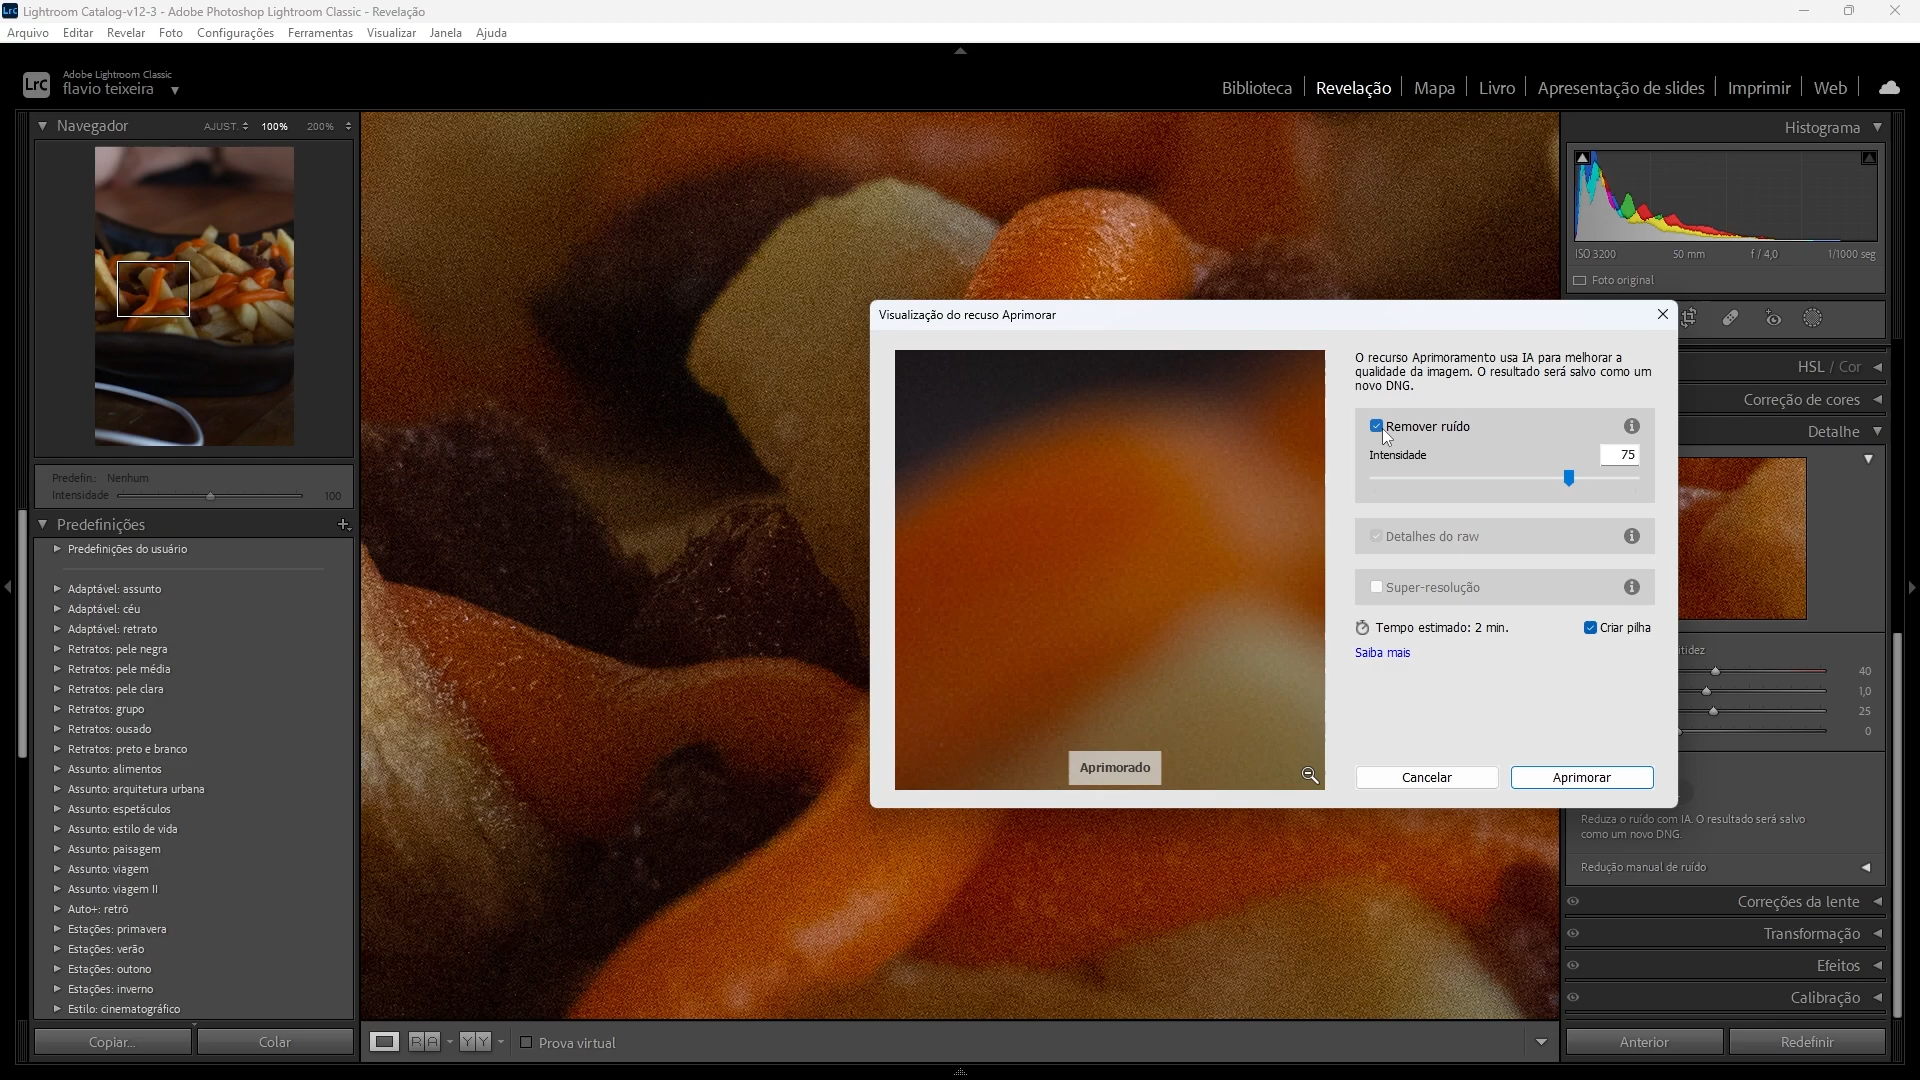 Lightroom Catalog-v12-3 - Adobe Photoshop Lightroom Classic - Revelação
Arquivo Editar Revelar Foto Configurações Ferramentas Visualizar Janela Ajuda
Adobe Lightroom Classic
flavio teixeira
Biblioteca Revelação Mapa Livro Apresentação de slides Imprimir Web
Navegador AJUST. 100% 200%
Histograma
ISO 3200 50 mm f / 4,0 1/1000 seg
Foto original
HSL / Cor
Correção de cores
Detalhe
Predefin.: Nenhum
Intensidade 100
Predefinições
Predefinições do usuário
Adaptável: assunto
Adaptável: céu
Adaptável: retrato
Retratos: pele negra
Retratos: pele média
Retratos: pele clara
Retratos: grupo
Retratos: ousado
Retratos: preto e branco
Assunto: alimentos
Assunto: arquitetura urbana
Assunto: espetáculos
Assunto: estilo de vida
Assunto: paisagem
Assunto: viagem
Assunto: viagem II
Auto+: retrô
Estações: primavera
Estações: verão
Estações: outono
Estações: inverno
Estilo: cinematográfico
Copiar... Colar
Visualização do recuso Aprimorar
O recurso Aprimoramento usa IA para melhorar a
qualidade da imagem. O resultado será salvo como um
novo DNG.
Remover ruído
Intensidade 75
Detalhes do raw
Super-resolução
Tempo estimado: 2 min. Criar pilha
Saiba mais
Aprimorado
Cancelar Aprimorar
itidez
40
1,0
25
0
Reduza o ruído com IA. O resultado será salvo
como um novo DNG.
Redução manual de ruído
Correções da lente
Transformação
Efeitos
Calibração
R A Y Y Prova virtual
Anterior Redefinir